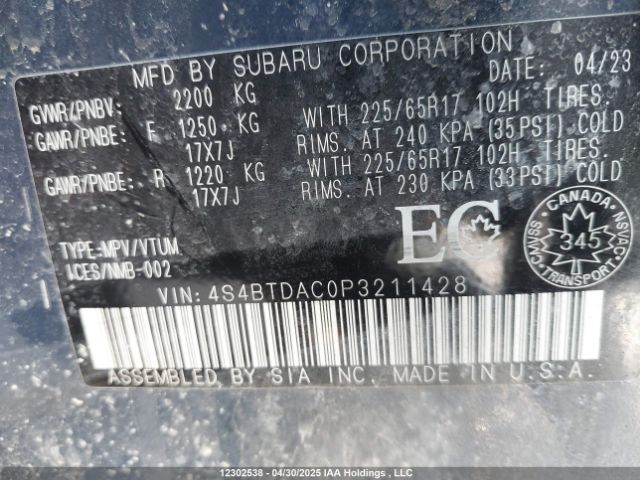 MFD BY SUBARU CORPORATION DATE: 04/23
GVWR/PNBV: 2200 KG
GAWR/PNBE: F 1250 KG WITH 225/65R17 102H TIRES.
17X7J RIMS. AT 240 KPA (35PSI) COLD
GAWR/PNBE: R 1220 KG WITH 225/65R17 102H TIRES.
17X7J RIMS. AT 230 KPA (33PSI) COLD
EC
CANADA
345
CMVSS
NSVAC
TYPE:MPV/VTUM
ICES/NMB-002
VIN: 4S4BTDAC0P3211428
ASSEMBLED BY SIA INC. MADE IN U.S.A.
12302538 - 04/30/2025 IAA Holdings , LLC